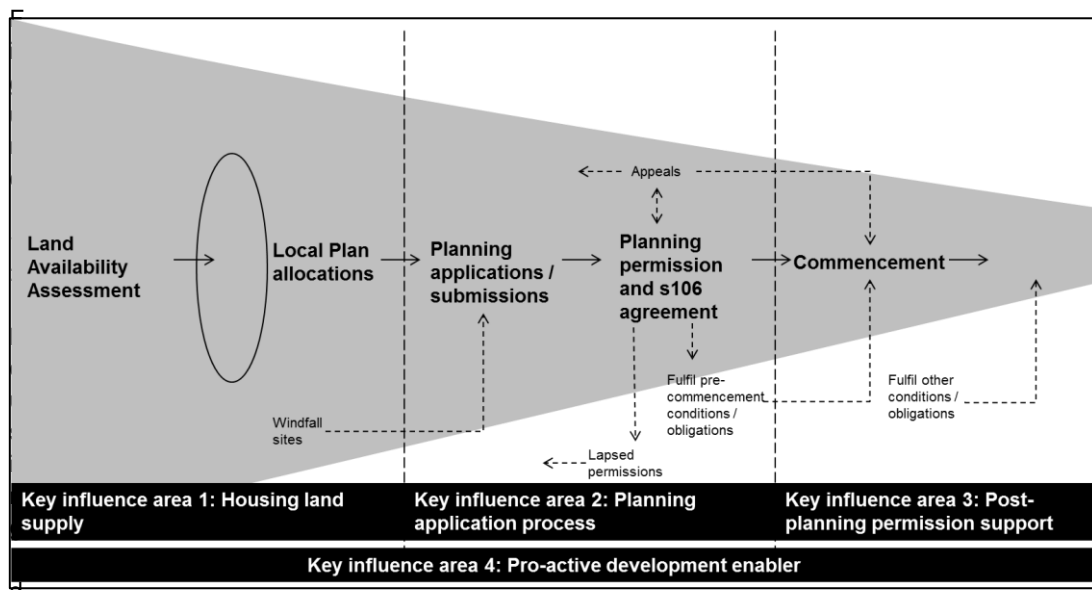 Land
Availability
Assessment
Local Plan
allocations
Planning
applications /
submissions
Appeals
Planning
permission
and s106
agreement
Commencement
Windfall
sites
Lapsed
permissions
Fulfil pre-
commencement
conditions /
obligations
Fulfil other
conditions /
obligations
Key influence area 1: Housing land
supply
Key influence area 2: Planning
application process
Key influence area 3: Post-
planning permission support
Key influence area 4: Pro-active development enabler